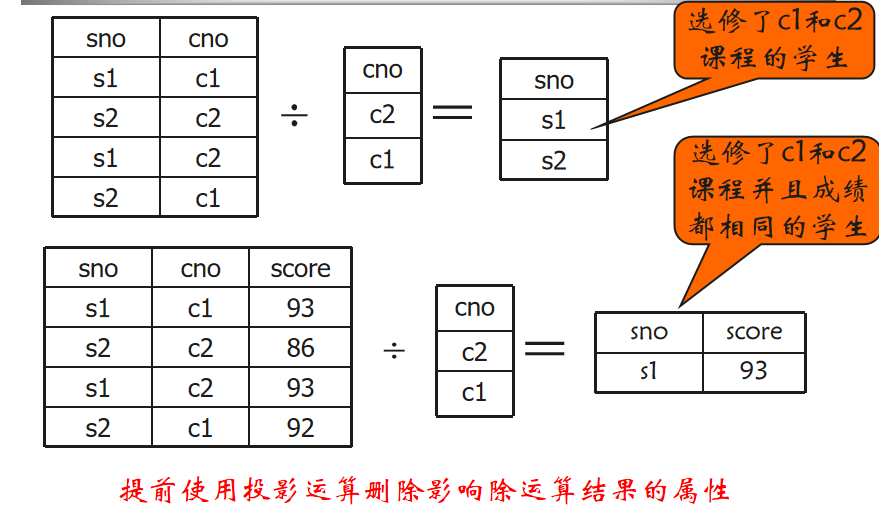 sno cno
s1 c1
s2 c2
s1 c2
s2 c1
÷
cno
c2
c1
=
sno
s1
s2
选修了c1和c2
课程的学生
选修了c1和c2
课程并且成绩
都相同的学生
sno cno score
s1 c1 93
s2 c2 86
s1 c2 93
s2 c1 92
÷
cno
c2
c1
=
sno score
s1 93
提前使用投影运算删除影响除运算结果的属性